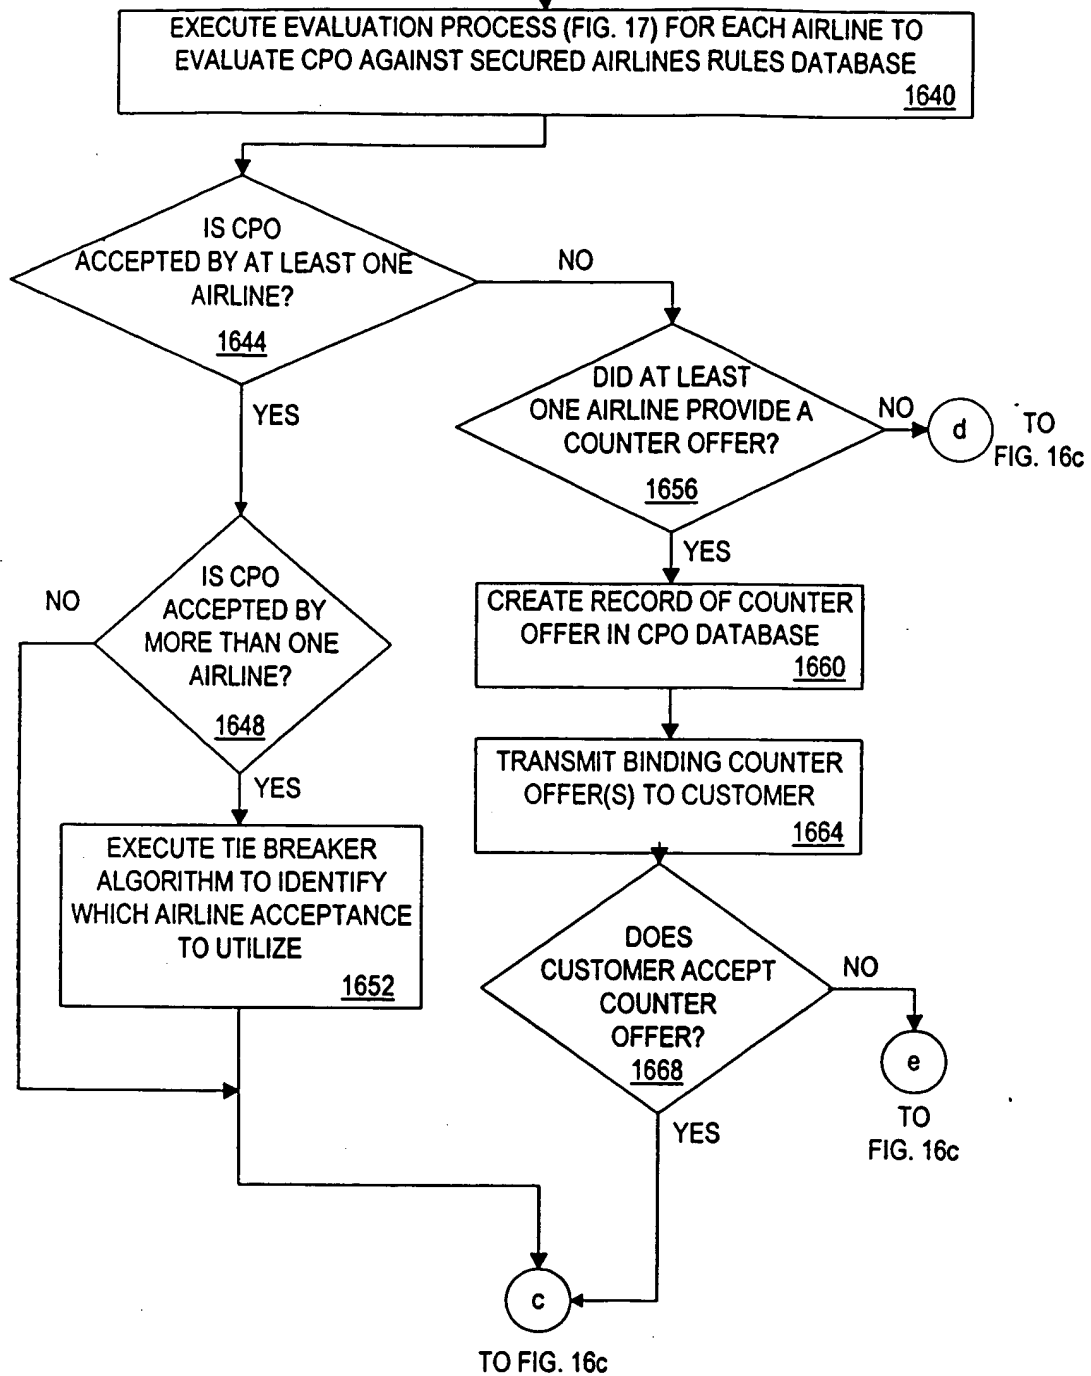 EXECUTE EVALUATION PROCESS (FIG. 17) FOR EACH AIRLINE TO
EVALUATE CPO AGAINST SECURED AIRLINES RULES DATABASE
1640
IS CPO
ACCEPTED BY AT LEAST ONE
AIRLINE?
1644
NO
YES
DID AT LEAST
ONE AIRLINE PROVIDE A
COUNTER OFFER?
1656
NO
d
TO
FIG. 16c
YES
IS CPO
ACCEPTED BY
MORE THAN ONE
AIRLINE?
1648
NO
YES
CREATE RECORD OF COUNTER
OFFER IN CPO DATABASE
1660
TRANSMIT BINDING COUNTER
OFFER(S) TO CUSTOMER
1664
EXECUTE TIE BREAKER
ALGORITHM TO IDENTIFY
WHICH AIRLINE ACCEPTANCE
TO UTILIZE
1652
DOES
CUSTOMER ACCEPT
COUNTER
OFFER?
1668
NO
e
TO
FIG. 16c
YES
c
TO FIG. 16c